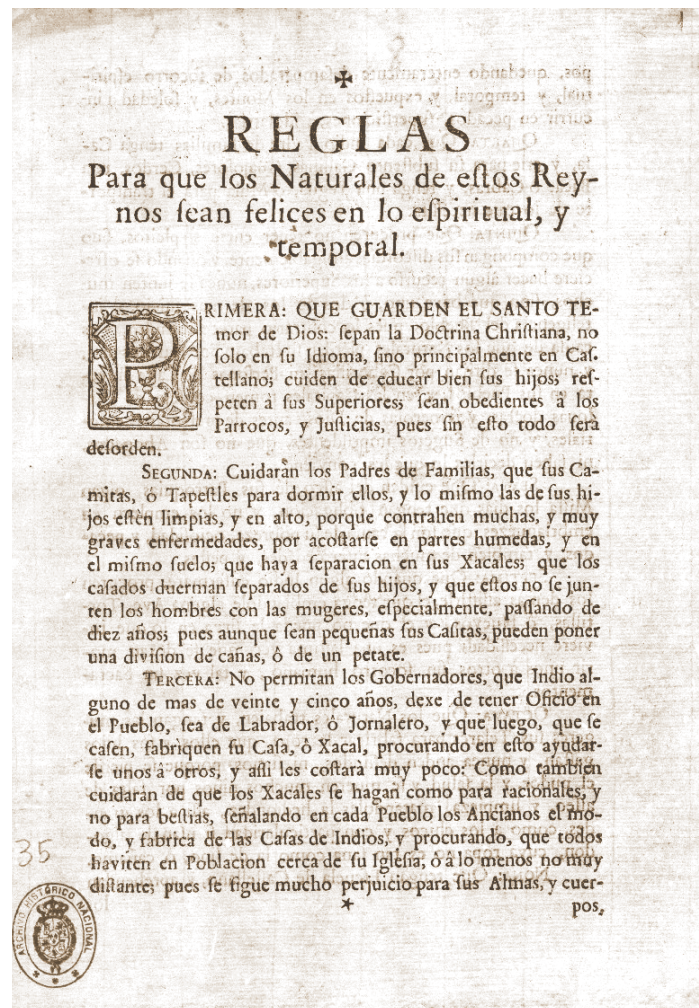 ✠
REGLAS
Para que los Naturales de eſtos Rey-
nos ſean felices en lo eſpiritual, y
temporal.
PRIMERA: QUE GUARDEN EL SANTO TE-
mor de Dios: ſepan la Doctrina Chriſtiana, no
ſolo en ſu Idioma, ſino principalmente en Caſ-
tellano; cuiden de educar bien ſus hijos; reſ-
peten à ſus Superiores; ſean obedientes â los
Parrocos, y Juſticias, pues ſin eſto todo ſerà
deſorden.
SEGUNDA: Cuidaràn los Padres de Familias, que ſus Ca-
mitas, ô Tapeſtles para dormir ellos, y lo miſmo las de ſus hi-
jos eſtèn limpias, y en alto, porque contrahen muchas, y muy
graves enfermedades, por acoſtarſe en partes humedas, y en
el miſmo ſuelo; que haya ſeparacion en ſus Xacales; que los
caſados duerman ſeparados de ſus hijos, y que eſtos no ſe jun-
ten los hombres con las mugeres, eſpecialmente, paſſando de
diez años; pues aunque ſean pequeñas ſus Caſitas, pueden poner
una diviſion de cañas, ô de un petate.
TERCERA: No permitan los Gobernadores, que Indio al-
guno de mas de veinte y cinco años, dexe de tener Oficio en
el Pueblo, ſea de Labrador, ô Jornalero, y que luego, que ſe
caſen, fabriquen ſu Caſa, ô Xacal, procurando en eſto ayudar-
ſe unos â otros, y aſſi les coſtarà muy poco: Como tambien
cuidaràn de que los Xacales ſe hagan como para racionales, y
no para beſtias, ſeñalando en cada Pueblo los Ancianos el mo-
do, y fabrica de las Caſas de Indios, y procurando, que todos
haviten en Poblacion cerca de ſu Igleſia, ô â lo menos no muy
diſtante; pues ſe ſigue mucho perjuicio para ſus Almas, y cuer-
* pos,
35
ARCHIVO HISTÓRICO NACIONAL